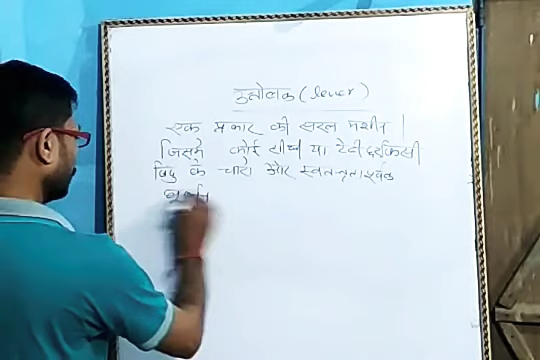 उत्तोलक (lever)
एक प्रकार की सरल मशीन |
जिसमे कोई सीधी या टेढी छड़ किसी
बिंदु के चारो ओर स्वतन्त्रतापूर्वक